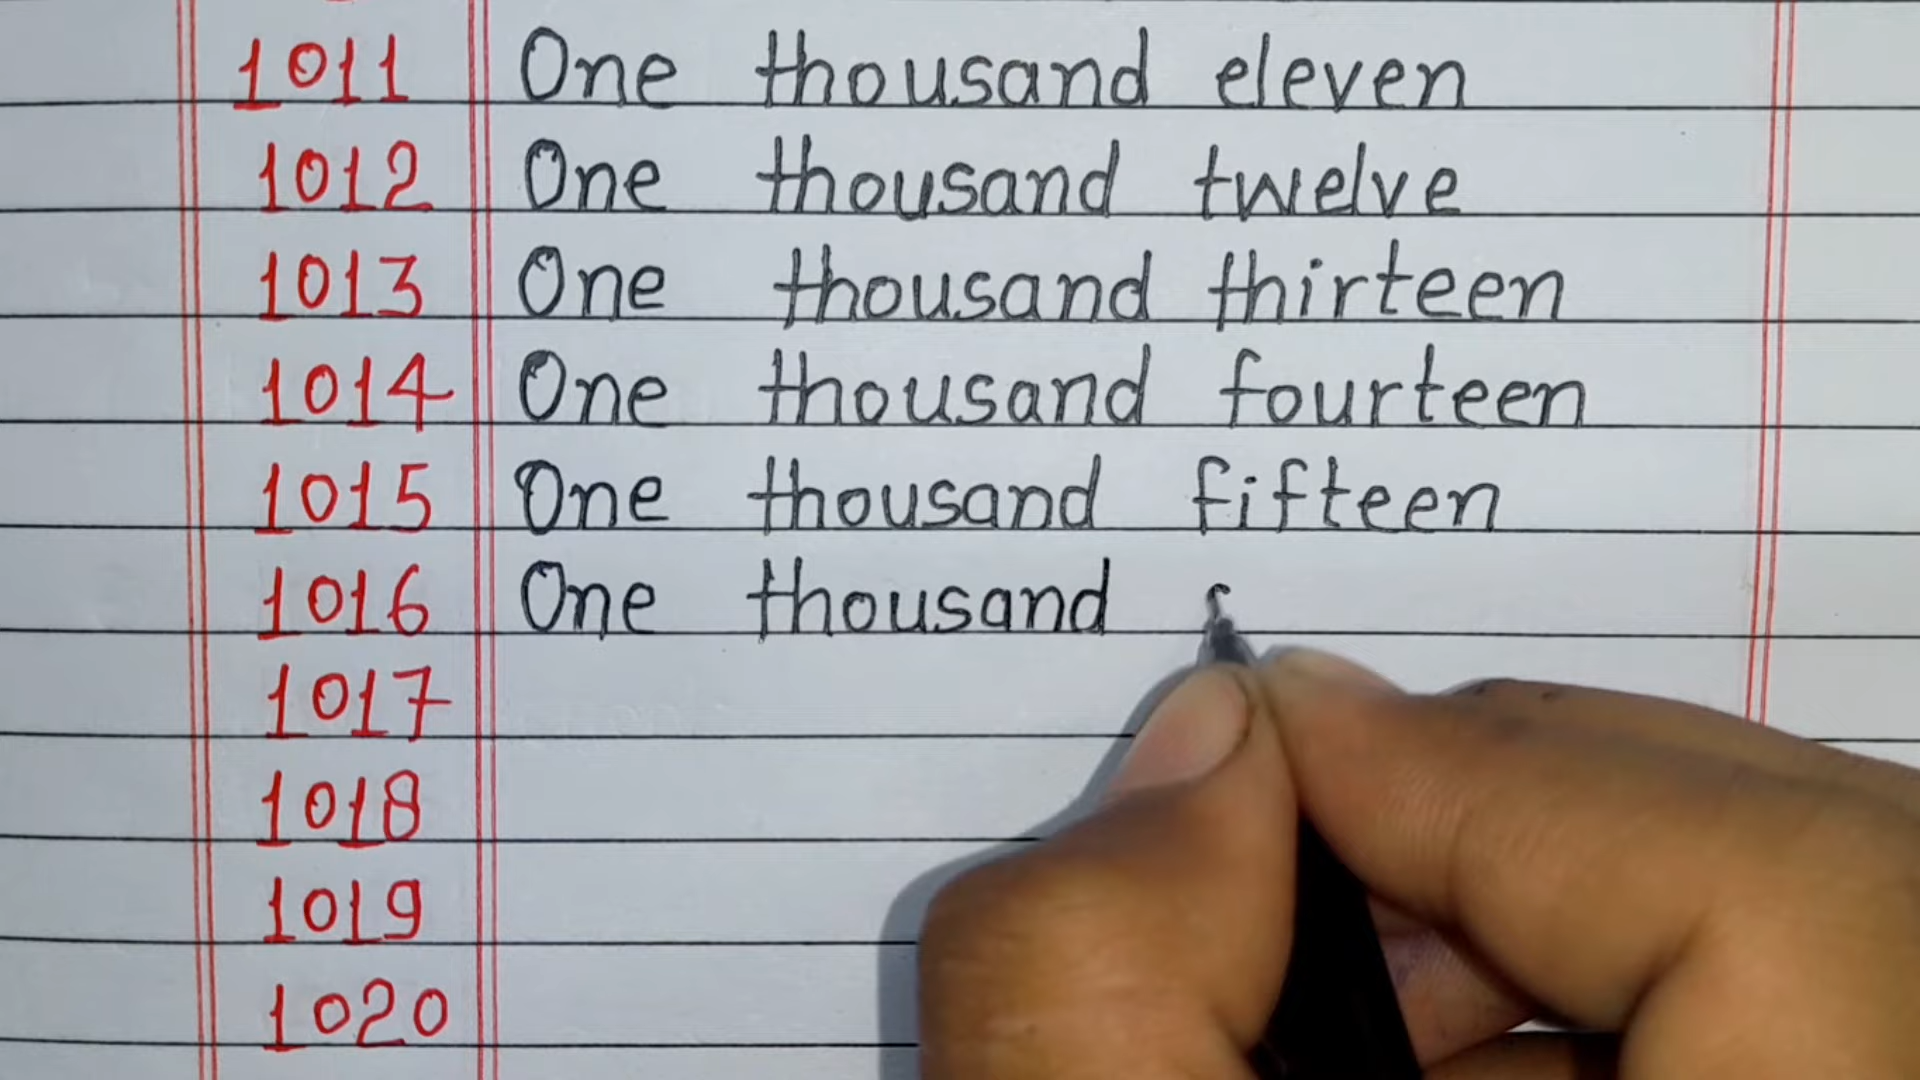 1011 One thousand eleven
1012 One thousand twelve
1013 One thousand thirteen
1014 One thousand fourteen
1015 One thousand fifteen
1016 One thousand
1017
1018
1019
1020